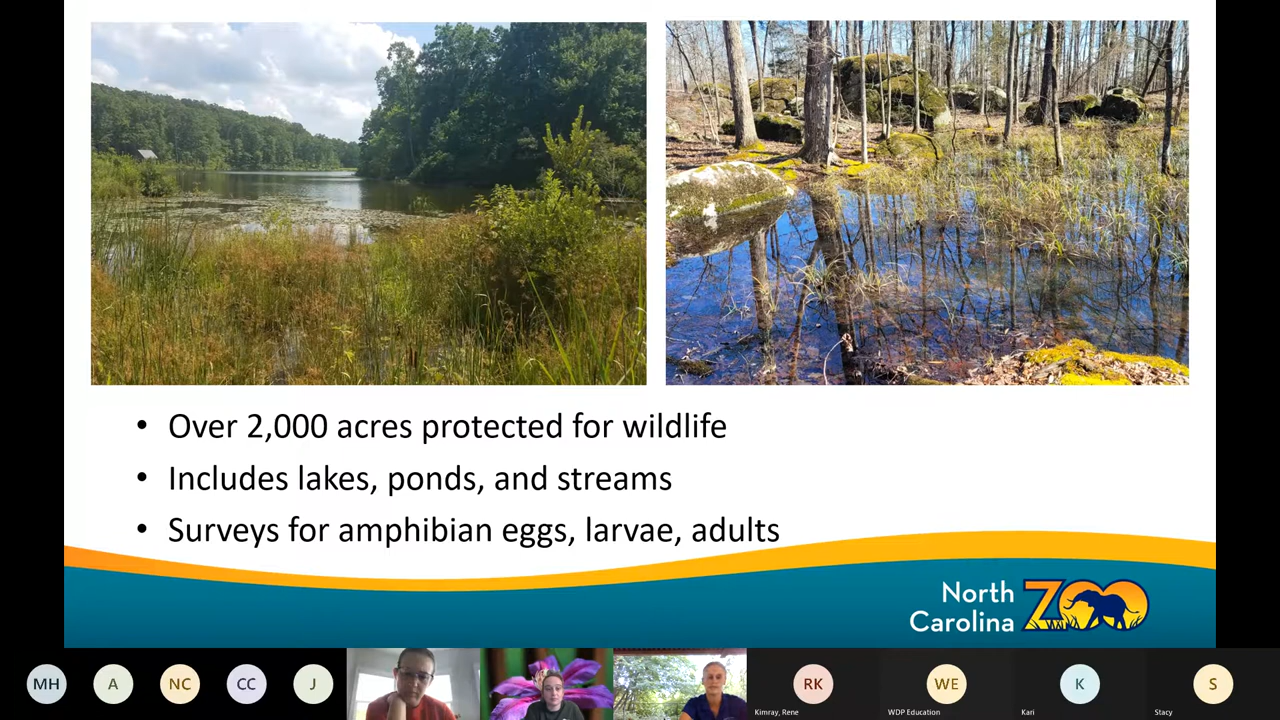 • Over 2,000 acres protected for wildlife
• Includes lakes, ponds, and streams
• Surveys for amphibian eggs, larvae, adults
North
Carolina ZOO
MH
A
NC
CC
J
RK
WE
K
S
Kimray, Rene
WDP Education
Kari
Stacy